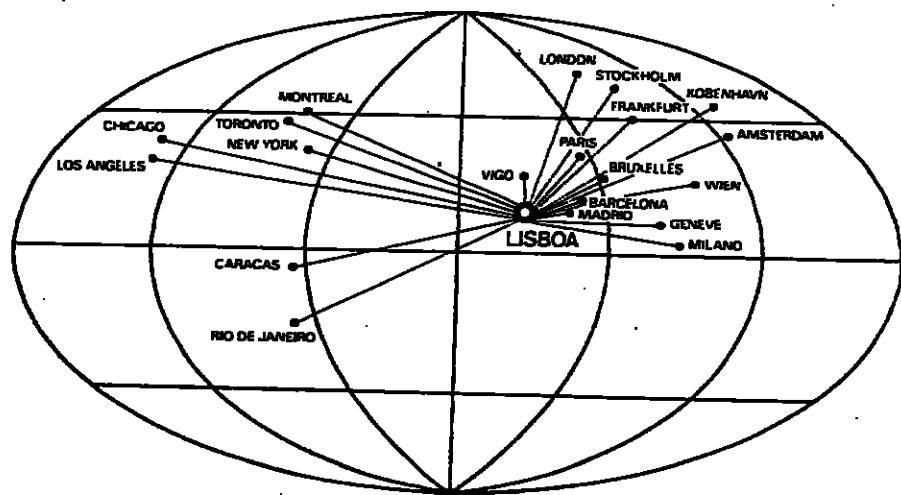 LONDON
STOCKHOLM
KOBENHAVN
MONTREAL
FRANKFURT
CHICAGO
TORONTO
AMSTERDAM
NEW YORK
PARIS
LOS ANGELES
BRUXELLES
VIGO
WIEN
BARCELONA
MADRID
GENEVE
LISBOA
MILANO
CARACAS
RIO DE JANEIRO